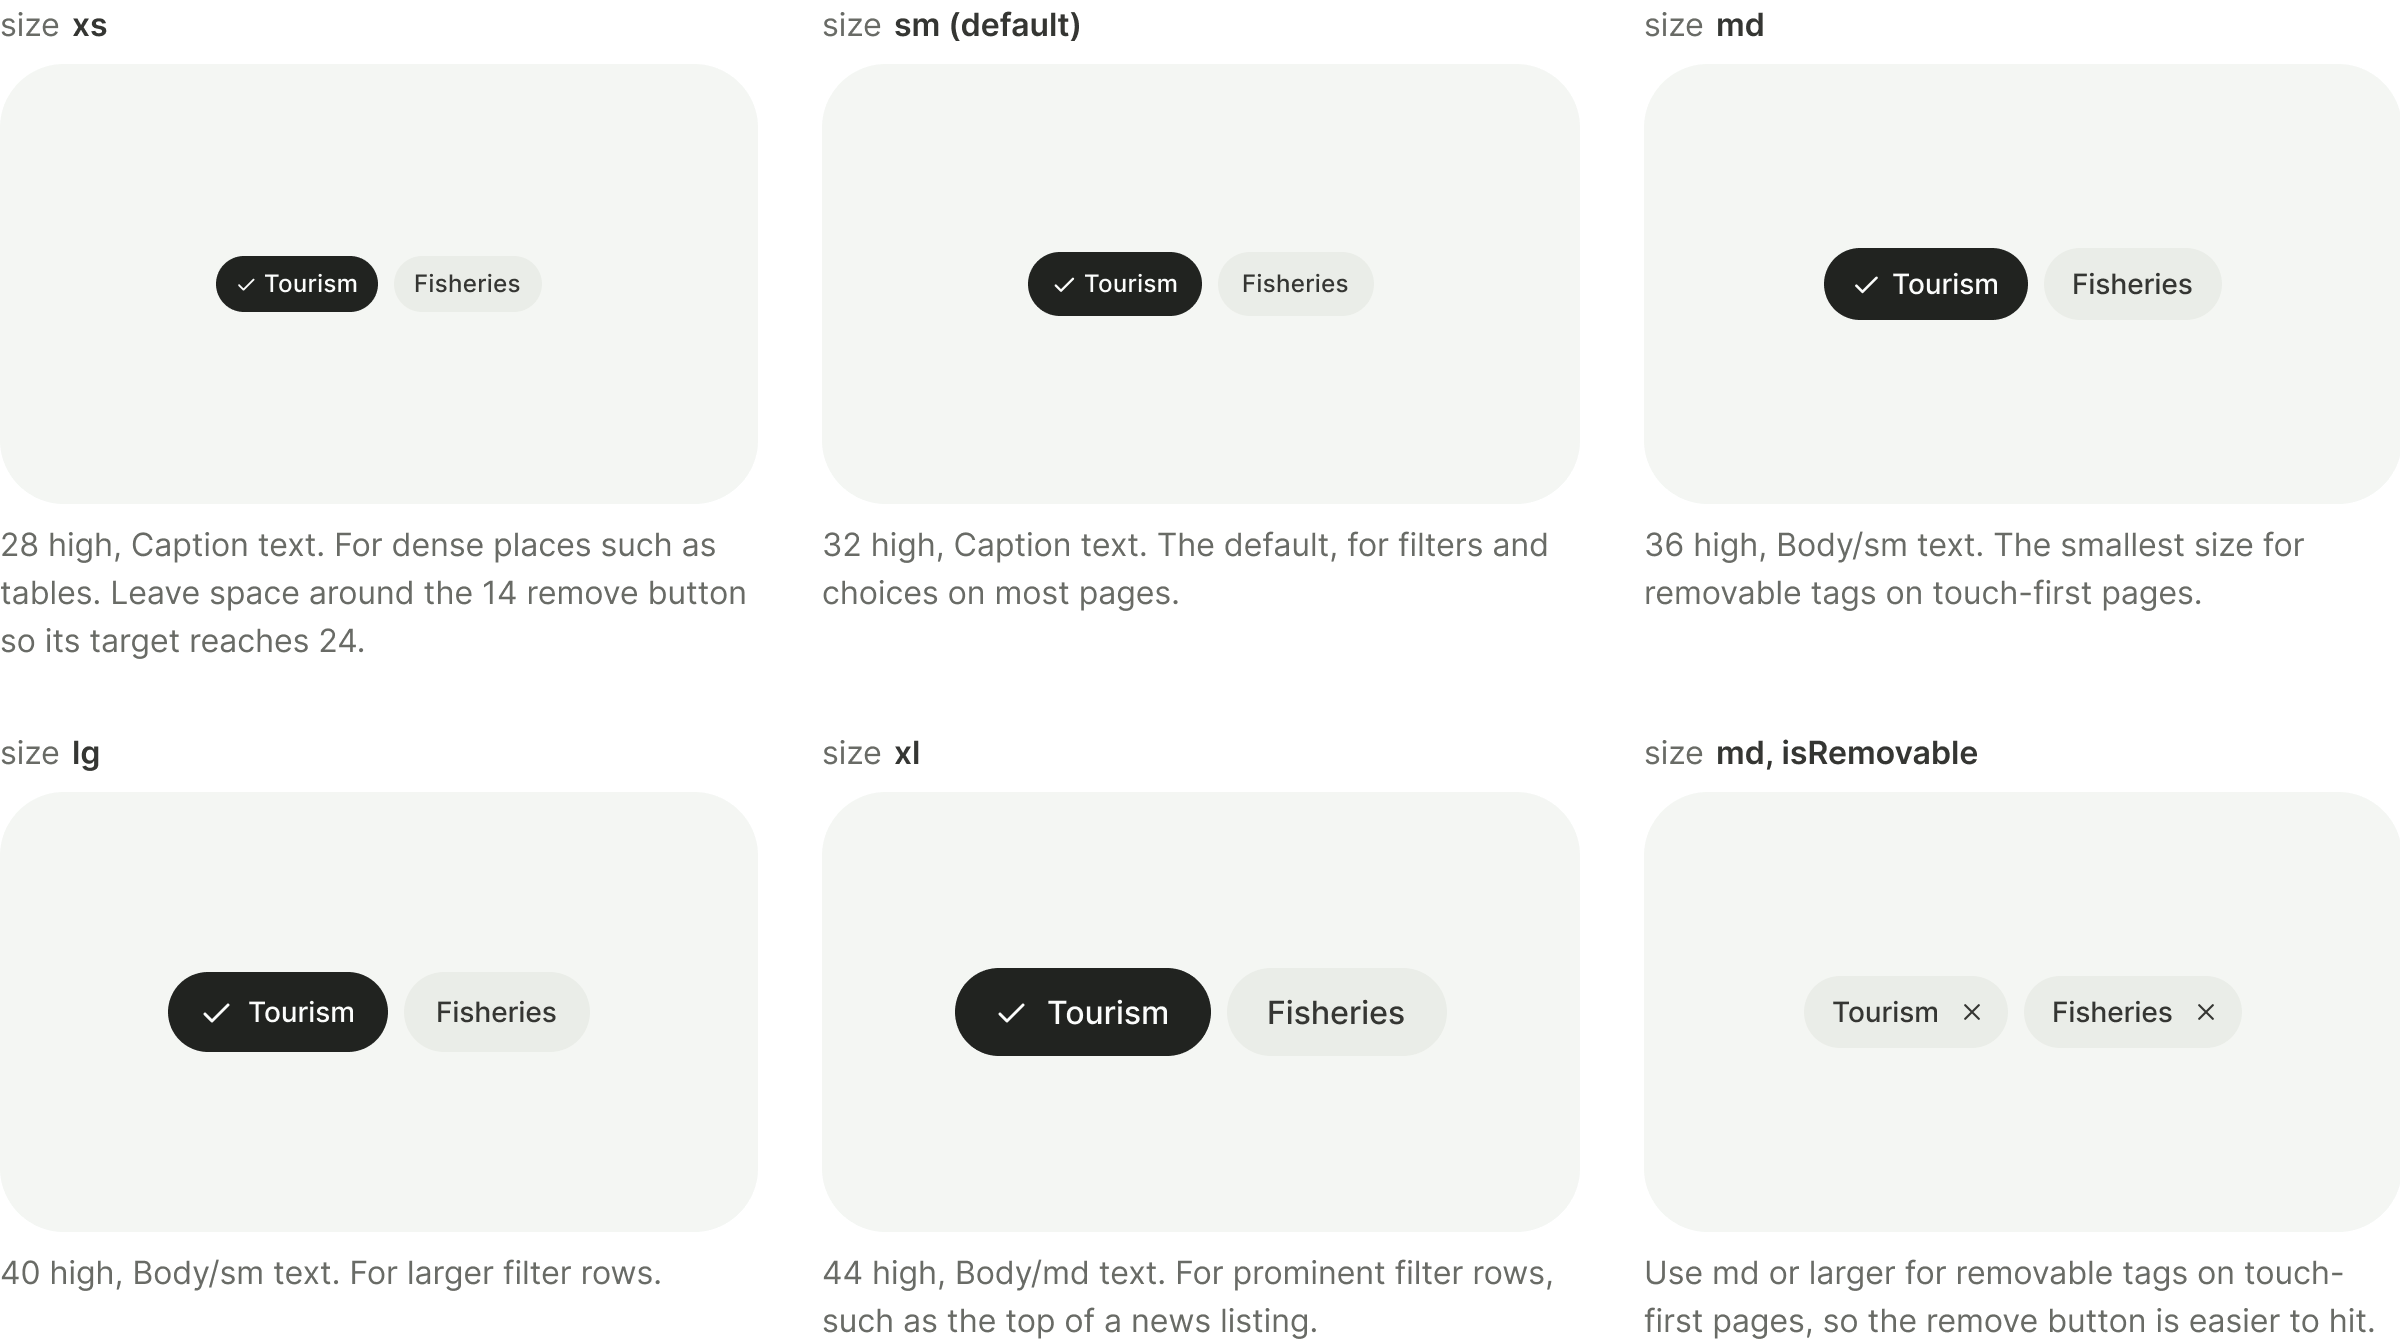 size xs
Tourism Fisheries
28 high, Caption text. For dense places such as
tables. Leave space around the 14 remove button
so its target reaches 24.
size sm (default)
Tourism Fisheries
32 high, Caption text. The default, for filters and
choices on most pages.
size md
Tourism Fisheries
36 high, Body/sm text. The smallest size for
removable tags on touch-first pages.
size lg
Tourism Fisheries
40 high, Body/sm text. For larger filter rows.
size xl
Tourism Fisheries
44 high, Body/md text. For prominent filter rows,
such as the top of a news listing.
size md, isRemovable
Tourism Fisheries
Use md or larger for removable tags on touch-
first pages, so the remove button is easier to hit.